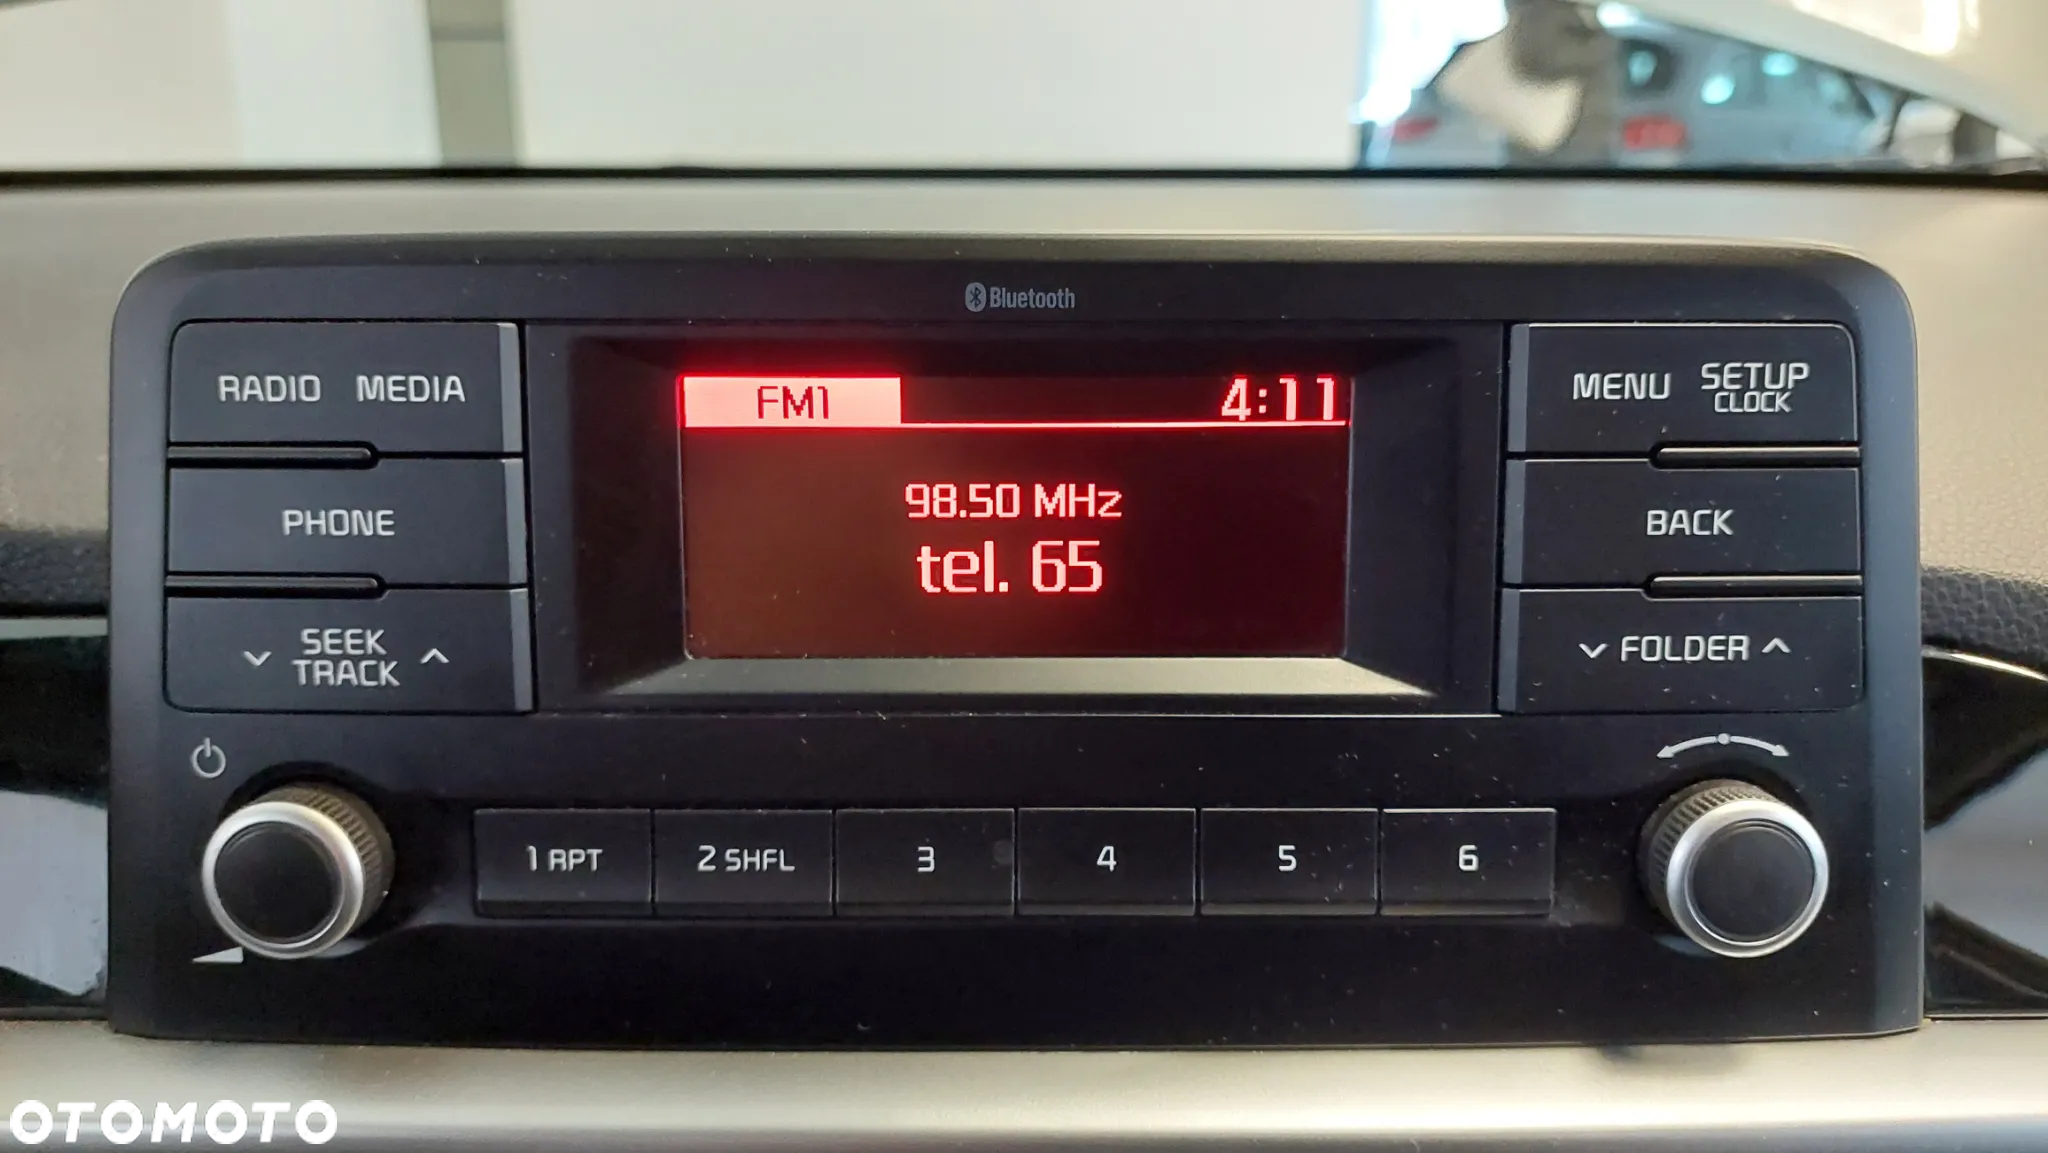 Bluetooth
RADIO MEDIA
FM1 4:11
MENU SETUP
CLOCK
98.50 MHz
tel. 65
PHONE
BACK
SEEK
TRACK
FOLDER
1 RPT 2 SHFL 3 4 5 6
OTOMOTO